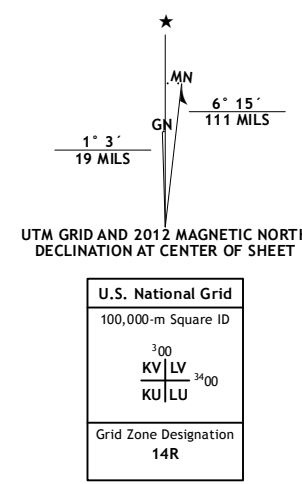 ★
MN
GN
6° 15´
111 MILS
1° 3´
19 MILS
UTM GRID AND 2012 MAGNETIC NORTH
DECLINATION AT CENTER OF SHEET
U.S. National Grid
100,000-m Square ID
³00
KV LV
³⁴00
KU LU
Grid Zone Designation
14R